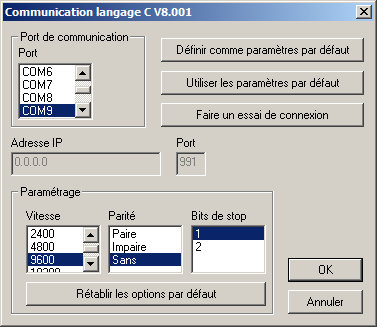 Communication langage C V8.001
Port de communication
Port
COM6
COM7
COM8
COM9
Définir comme paramètres par défaut
Utiliser les paramètres par défaut
Faire un essai de connexion
Adresse IP
0.0.0.0
Port
991
Paramétrage
Vitesse
2400
4800
9600
19200
Parité
Paire
Impaire
Sans
Bits de stop
1
2
Rétablir les options par défaut
OK
Annuler